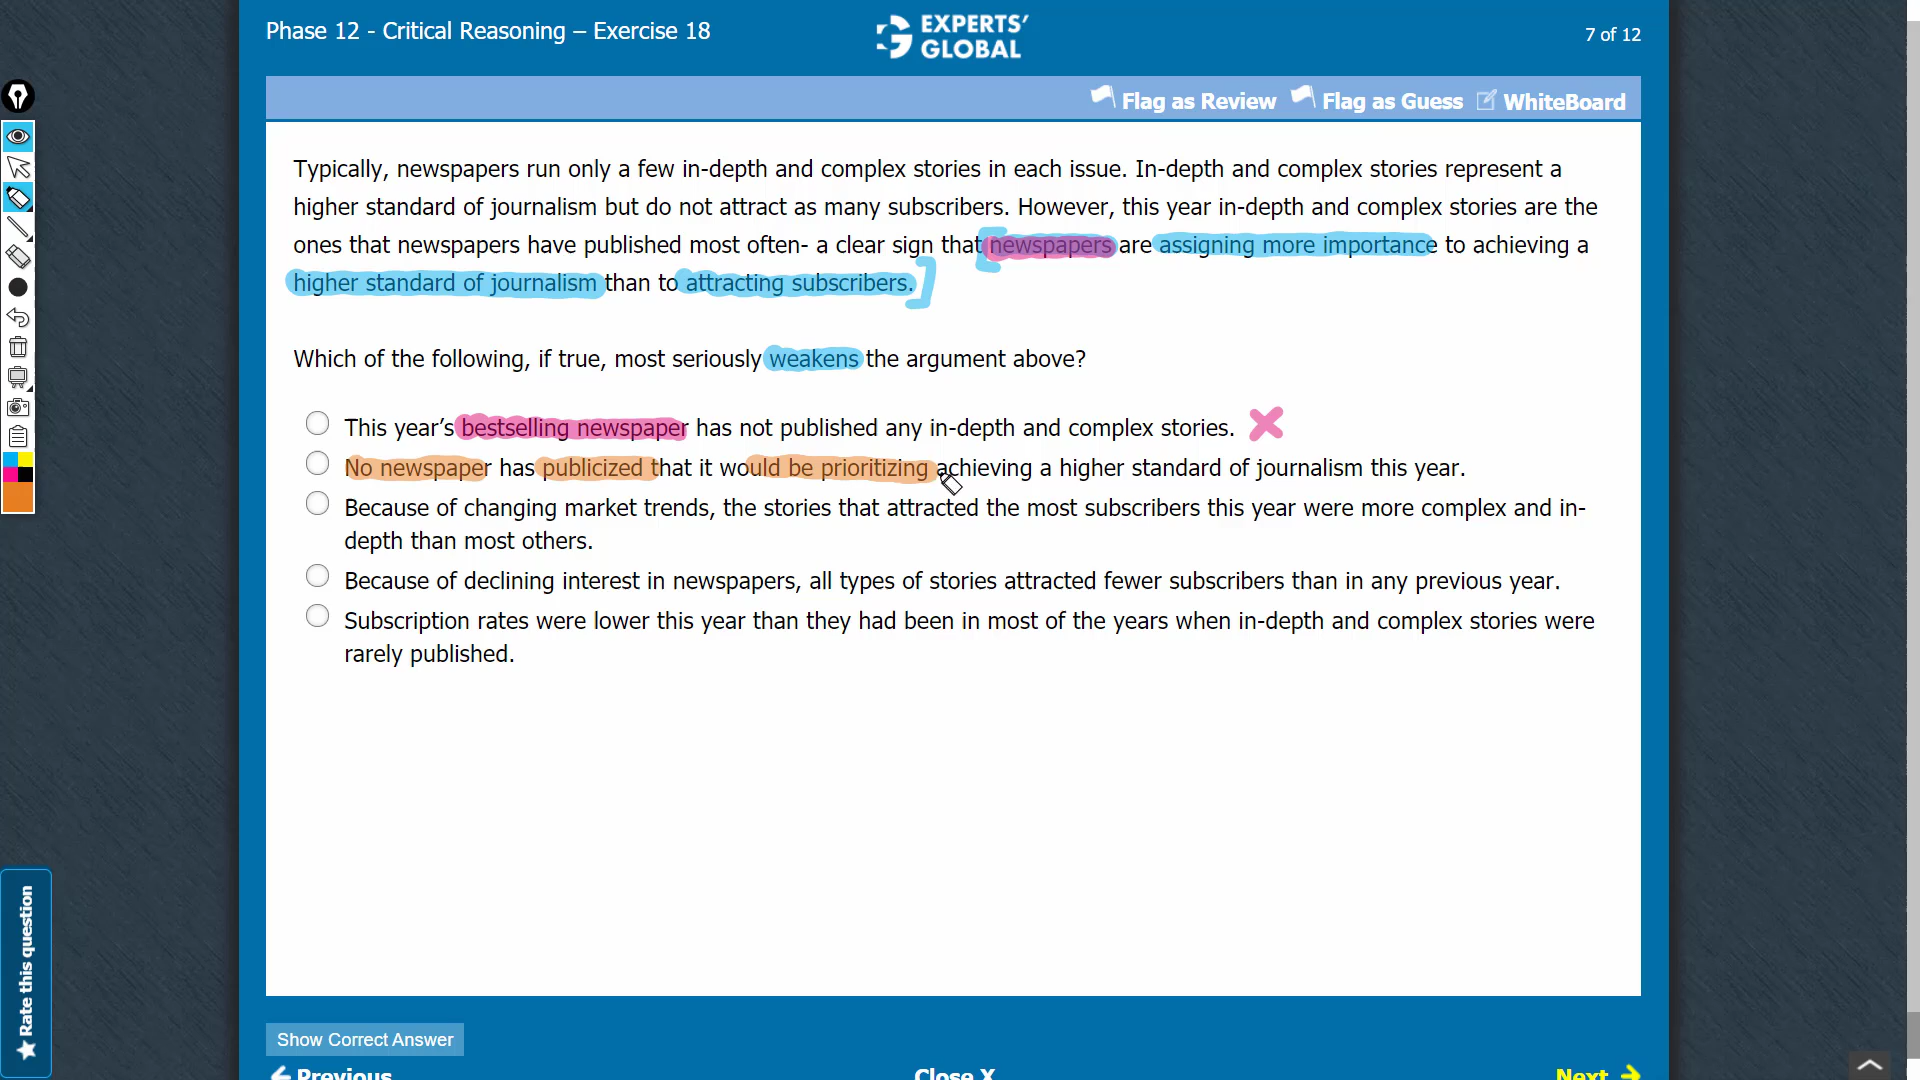 Phase 12 - Critical Reasoning – Exercise 18
EXPERTS'
GLOBAL
7 of 12
Flag as Review
Flag as Guess
WhiteBoard
Typically, newspapers run only a few in-depth and complex stories in each issue. In-depth and complex stories represent a
higher standard of journalism but do not attract as many subscribers. However, this year in-depth and complex stories are the
ones that newspapers have published most often- a clear sign that newspapers are assigning more importance to achieving a
higher standard of journalism than to attracting subscribers.
Which of the following, if true, most seriously weakens the argument above?
This year's bestselling newspaper has not published any in-depth and complex stories.
No newspaper has publicized that it would be prioritizing achieving a higher standard of journalism this year.
Because of changing market trends, the stories that attracted the most subscribers this year were more complex and in-
depth than most others.
Because of declining interest in newspapers, all types of stories attracted fewer subscribers than in any previous year.
Subscription rates were lower this year than they had been in most of the years when in-depth and complex stories were
rarely published.
Rate this question
Show Correct Answer
Previous
Close X
Next